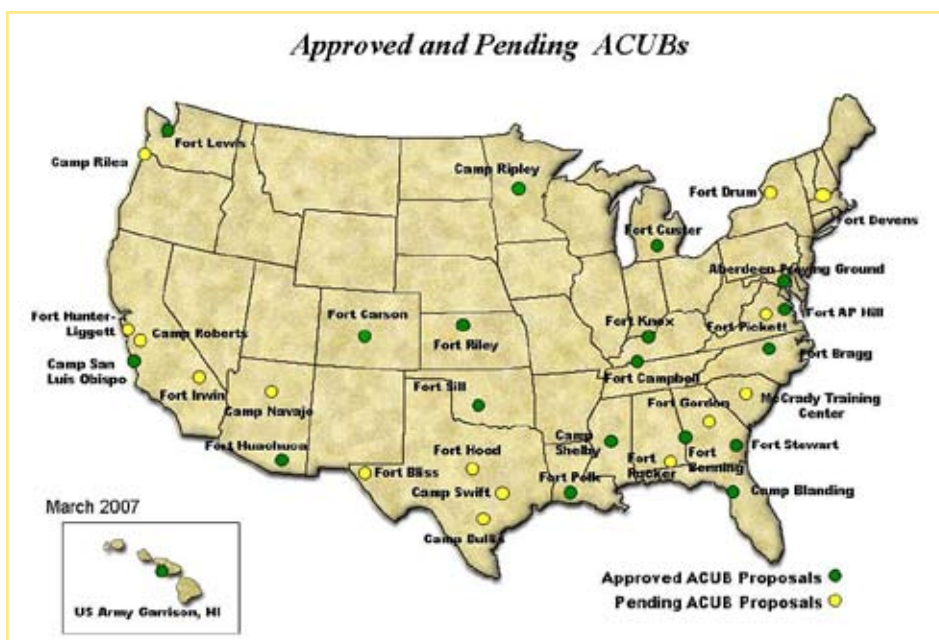 Approved and Pending ACUBs
Fort Lewis
Camp Rilea
Camp Ripley
Fort Drum
Fort Devens
Fort Custer
Aberdeen Proving Ground
Fort Hunter-
Liggett
Camp Roberts
Fort Carson
Fort Riley
Fort Knox
Fort Pickett
Fort AP Hill
Camp San
Luis Obispo
Fort Irwin
Camp Navajo
Fort Sill
Fort Campbell
Fort Bragg
Fort Gordon
McCrady Training
Center
Fort Huachuca
Fort Bliss
Fort Hood
Camp
Shelby
Fort
Rucker
Fort
Benning
Fort Stewart
Camp Swift
Fort Polk
Camp Blanding
Camp Bullis
March 2007
US Army Garrison, HI
Approved ACUB Proposals
Pending ACUB Proposals